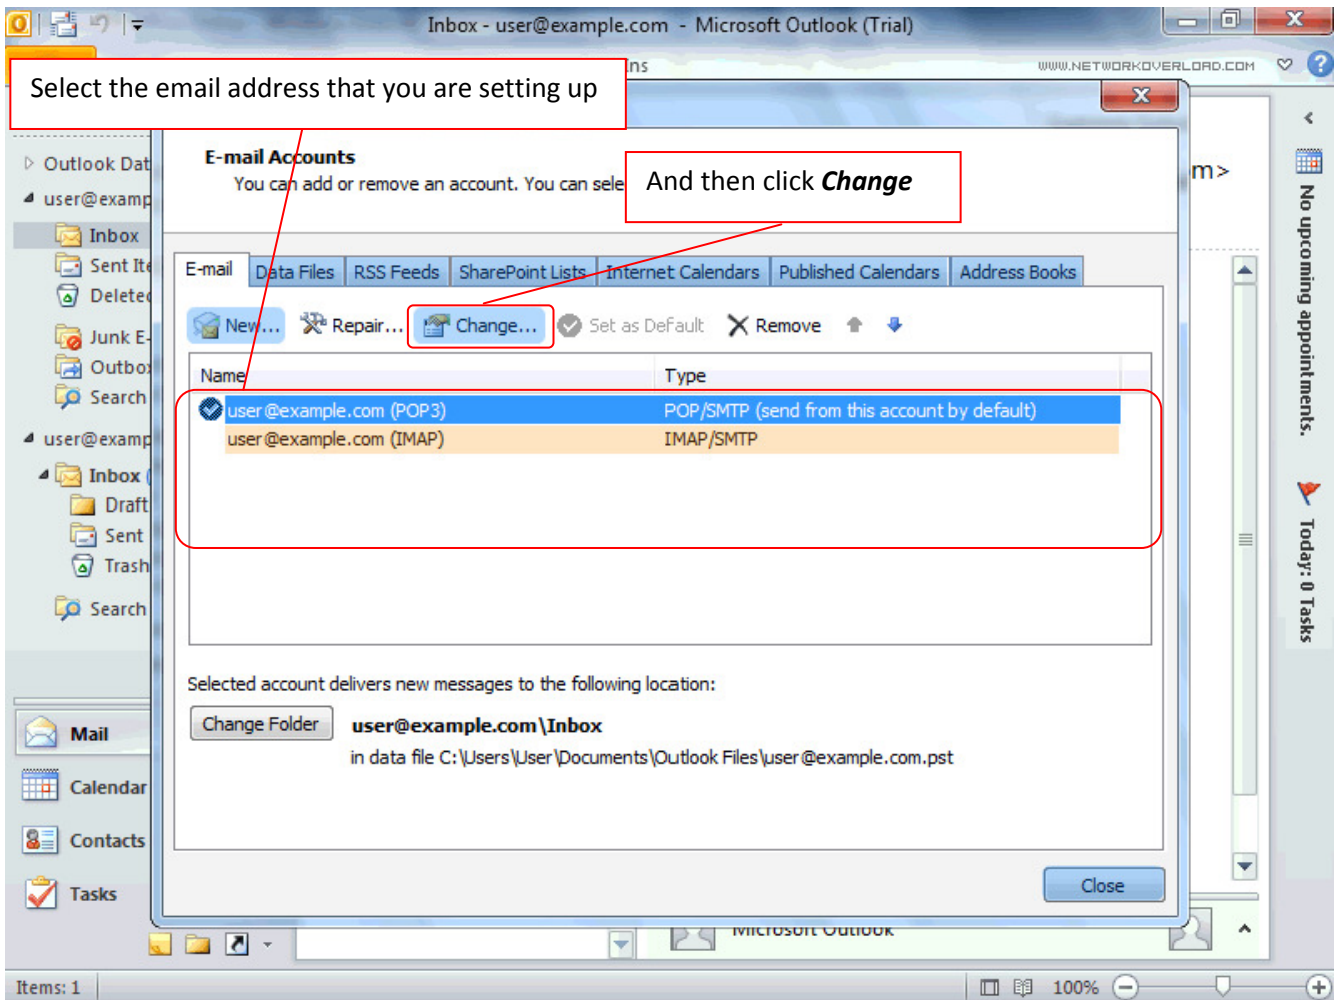 Inbox - user@example.com - Microsoft Outlook (Trial)
ns
WWW.NETWORKOVERLOAD.COM
Select the email address that you are setting up
E-mail Accounts
You can add or remove an account. You can sele
And then click Change
m>
Outlook Dat
user@examp
Inbox
Sent Ite
Deleted
Junk E-
Outbox
Search
user@examp
Inbox (
Draft
Sent
Trash
Search
E-mail Data Files RSS Feeds SharePoint Lists Internet Calendars Published Calendars Address Books
New... Repair... Change... Set as Default Remove
Name Type
user@example.com (POP3) POP/SMTP (send from this account by default)
user@example.com (IMAP) IMAP/SMTP
Selected account delivers new messages to the following location:
Change Folder user@example.com\Inbox
in data file C:\Users\User\Documents\Outlook Files\user@example.com.pst
Close
Mail
Calendar
Contacts
Tasks
No upcoming appointments.
Today: 0 Tasks
Microsoft Outlook
Items: 1
100%